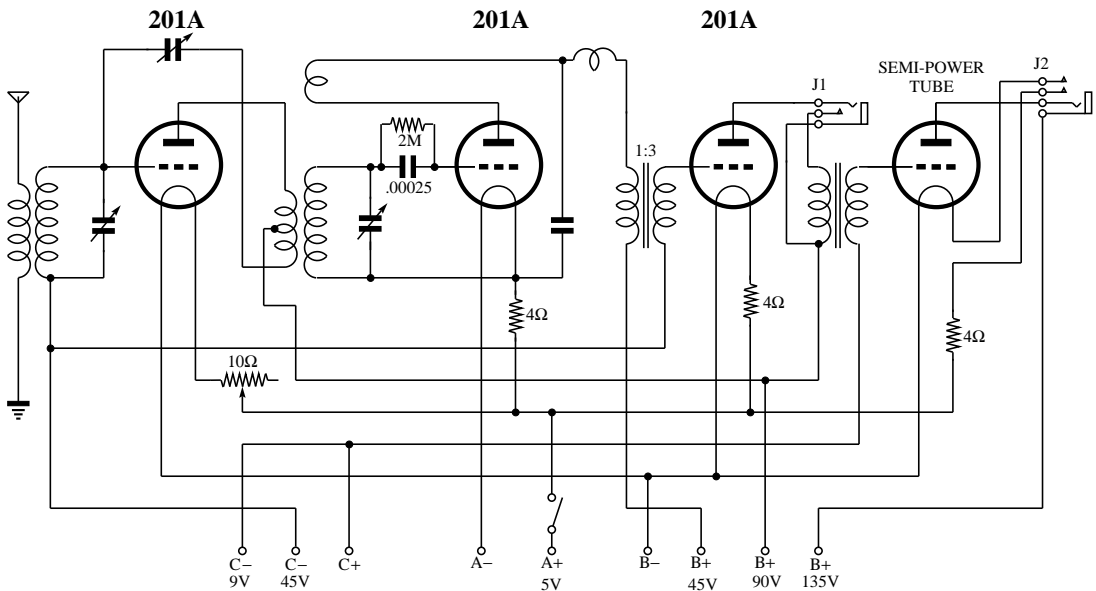 201A
201A
201A
SEMI-POWER
TUBE
J1
J2
2M
.00025
1:3
4Ω
4Ω
4Ω
10Ω
C−
9V
C−
45V
C+
A−
A+
5V
B−
B+
45V
B+
90V
B+
135V